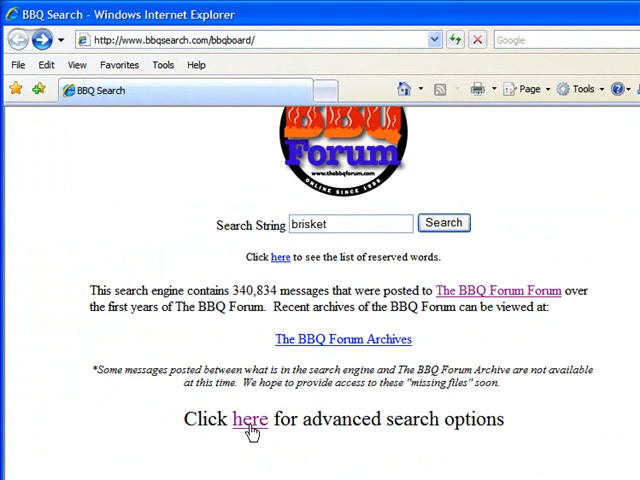 BBQ Search - Windows Internet Explorer
http://www.bbqsearch.com/bbqboard/
Google
File Edit View Favorites Tools Help
BBQ Search
Page Tools
BBQ
Forum
www.thebbqforum.com
ONLINE SINCE 1995
Search String brisket Search
Click here to see the list of reserved words.
This search engine contains 340,834 messages that were posted to The BBQ Forum Forum over
the first years of The BBQ Forum. Recent archives of the BBQ Forum can be viewed at:
The BBQ Forum Archives
*Some messages posted between what is in the search engine and The BBQ Forum Archive are not available
at this time. We hope to provide access to these "missing files" soon.
Click here for advanced search options